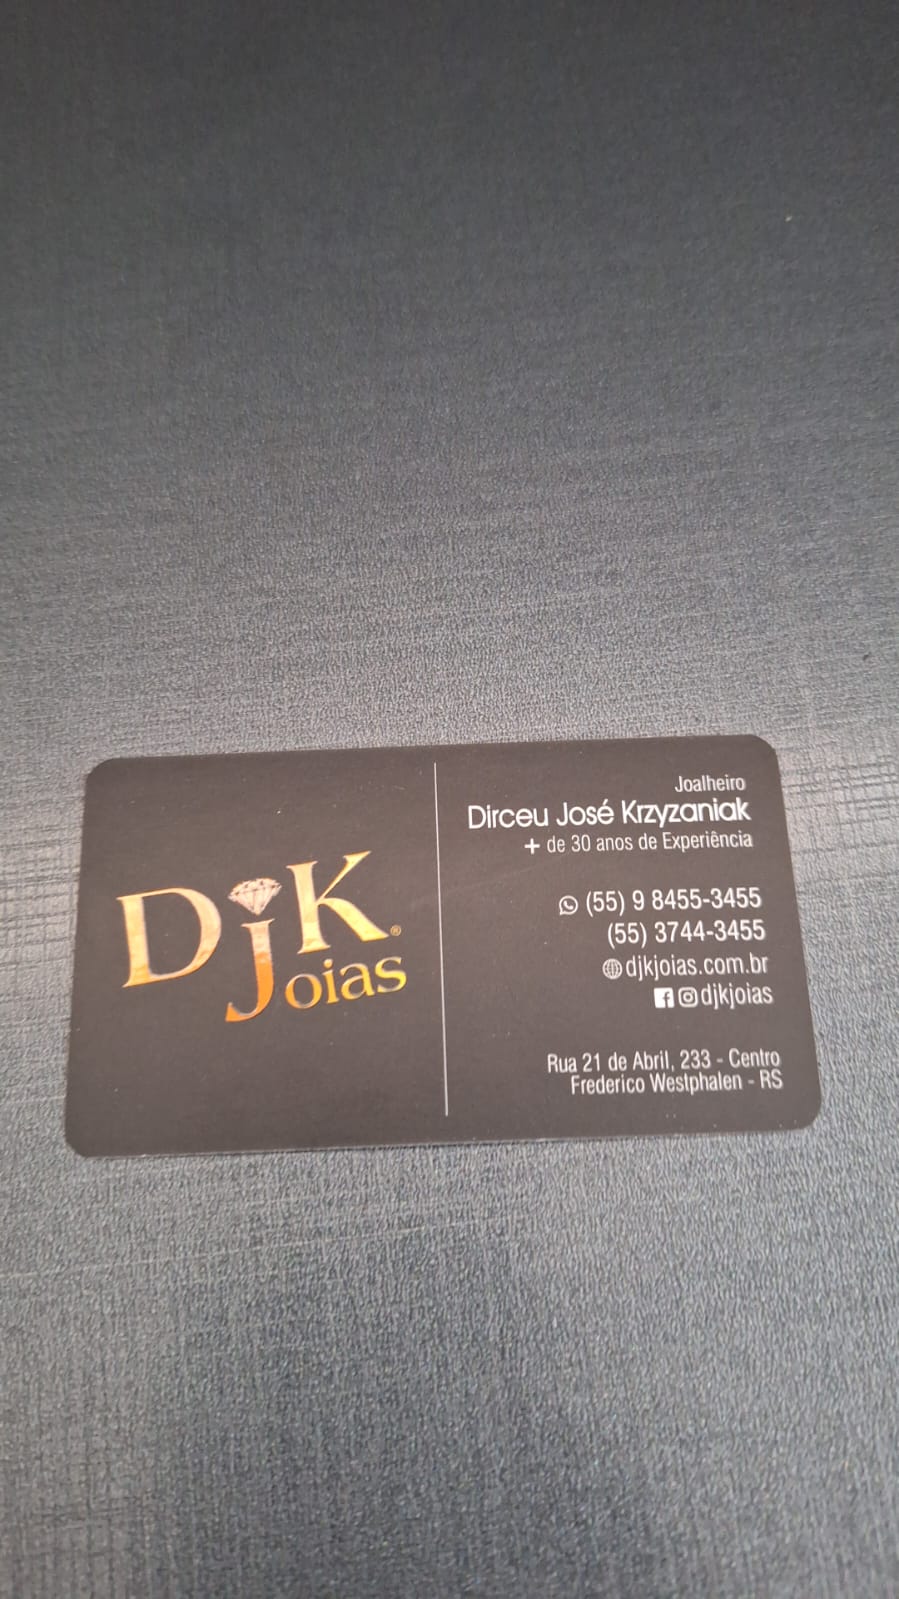 DjK®
Joias
Joalheiro
Dirceu José Krzyzaniak
+ de 30 anos de Experiência
(55) 9 8455-3455
(55) 3744-3455
djkjoias.com.br
djkjoias
Rua 21 de Abril, 233 - Centro
Frederico Westphalen - RS